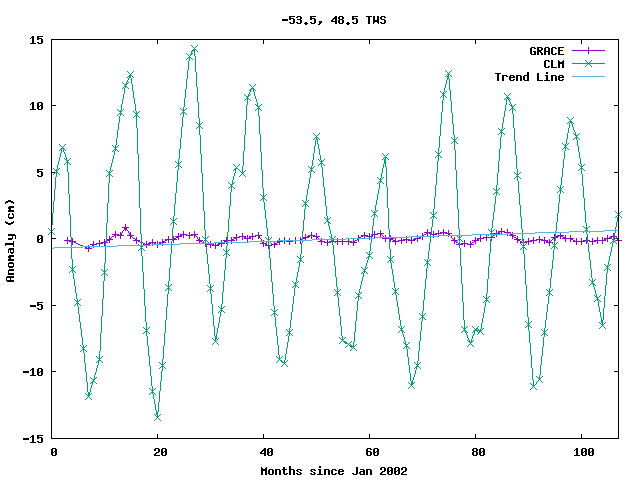 -53.5, 48.5 TWS
GRACE
CLM
Trend Line
15
10
5
0
-5
-10
-15
Anomaly (cm)
0 20 40 60 80 100
Months since Jan 2002